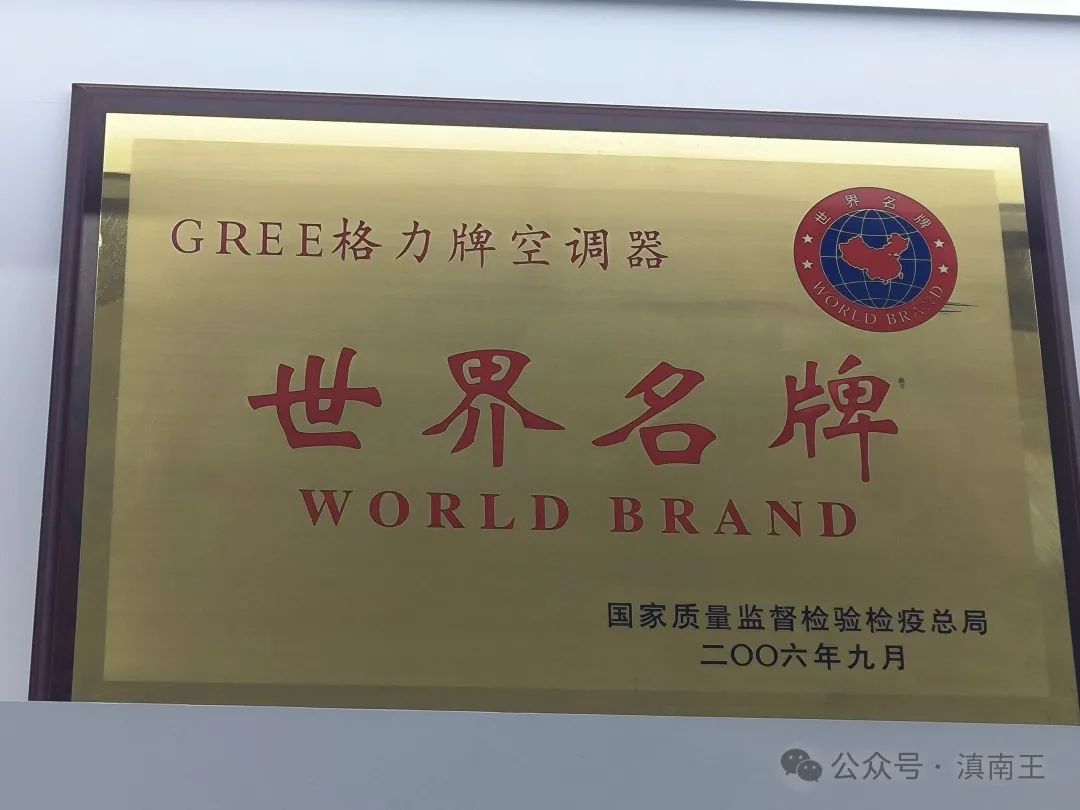 GREE格力牌空调器
世界名牌
WORLD BRAND
世界名牌
WORLD BRAND
国家质量监督检验检疫总局
二〇〇六年九月
公众号·滇南王